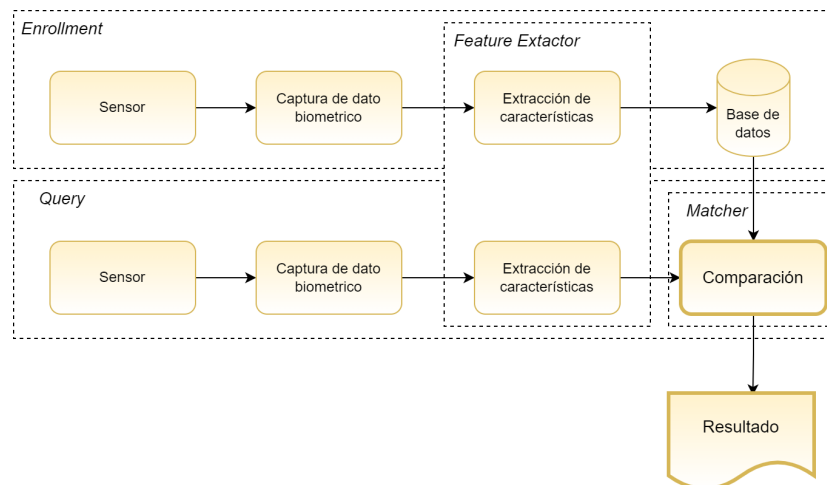 Enrollment
Feature Extactor
Sensor
Captura de dato
biometrico
Extracción de
características
Base de
datos
Query
Matcher
Sensor
Captura de dato
biometrico
Extracción de
características
Comparación
Resultado